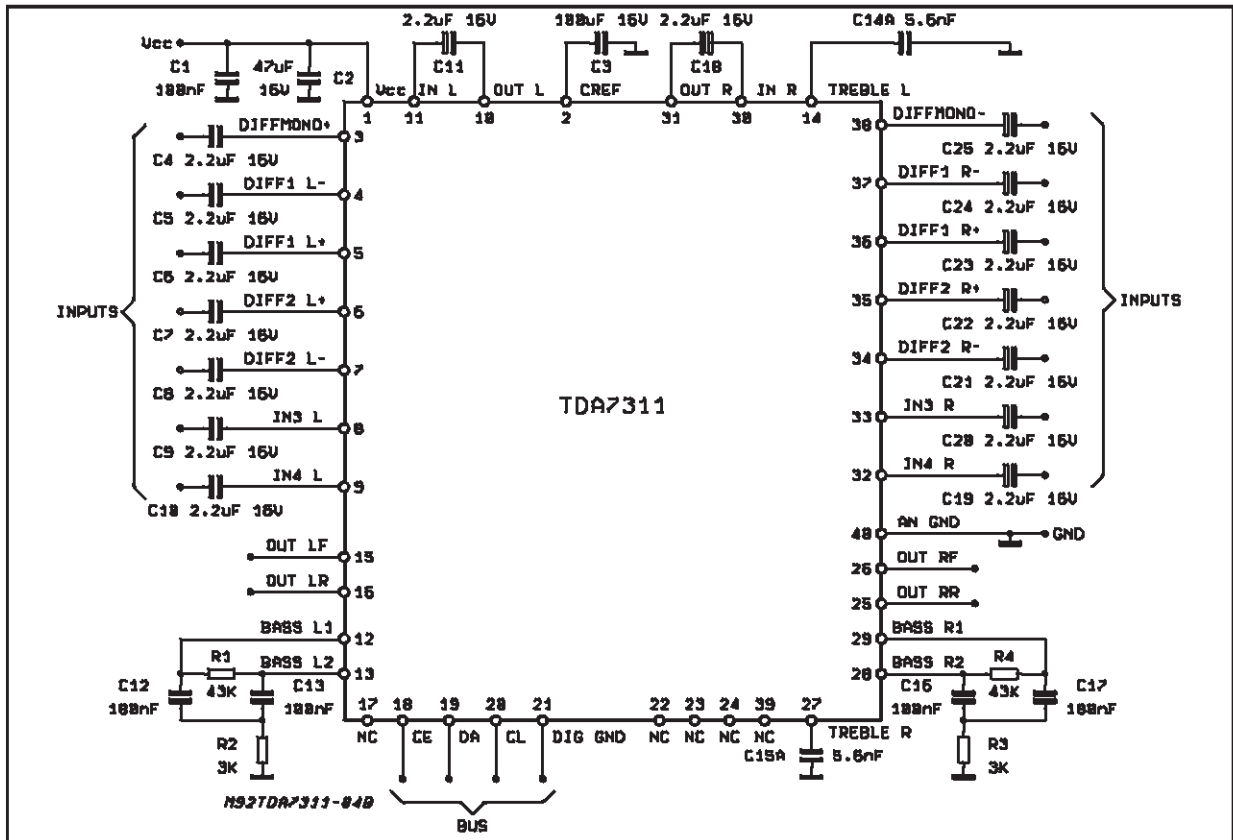 2.2uF 16V
100uF 16V
2.2uF 16V
C14A 5.6nF
Vcc
C1
100nF
47uF
16V
C2
C11
C3
C18
Vcc
IN L
OUT L
CREF
OUT R
IN R
TREBLE L
1
11
10
2
31
30
14
DIFFMONO+
3
C4 2.2uF 16V
DIFF1 L-
4
C5 2.2uF 16V
DIFF1 L+
5
C6 2.2uF 16V
DIFF2 L+
6
C7 2.2uF 16V
DIFF2 L-
7
C8 2.2uF 16V
IN3 L
8
C9 2.2uF 16V
IN4 L
9
C10 2.2uF 16V
INPUTS
OUT LF
15
OUT LR
16
BASS L1
12
R1
43K
BASS L2
13
C12
100nF
C13
100nF
R2
3K
TDA7311
38
DIFFMONO-
C25 2.2uF 16V
37
DIFF1 R-
C24 2.2uF 16V
36
DIFF1 R+
C23 2.2uF 16V
35
DIFF2 R+
C22 2.2uF 16V
34
DIFF2 R-
C21 2.2uF 16V
33
IN3 R
C20 2.2uF 16V
32
IN4 R
C19 2.2uF 16V
INPUTS
40
AN GND
GND
26
OUT RF
25
OUT RR
29
BASS R1
28
BASS R2
R4
43K
C16
100nF
C17
100nF
R3
3K
17
18
19
20
21
22
23
24
39
27
NC
CE
DA
CL
DIG GND
NC
NC
NC
NC
TREBLE R
C15A
5.6nF
BUS